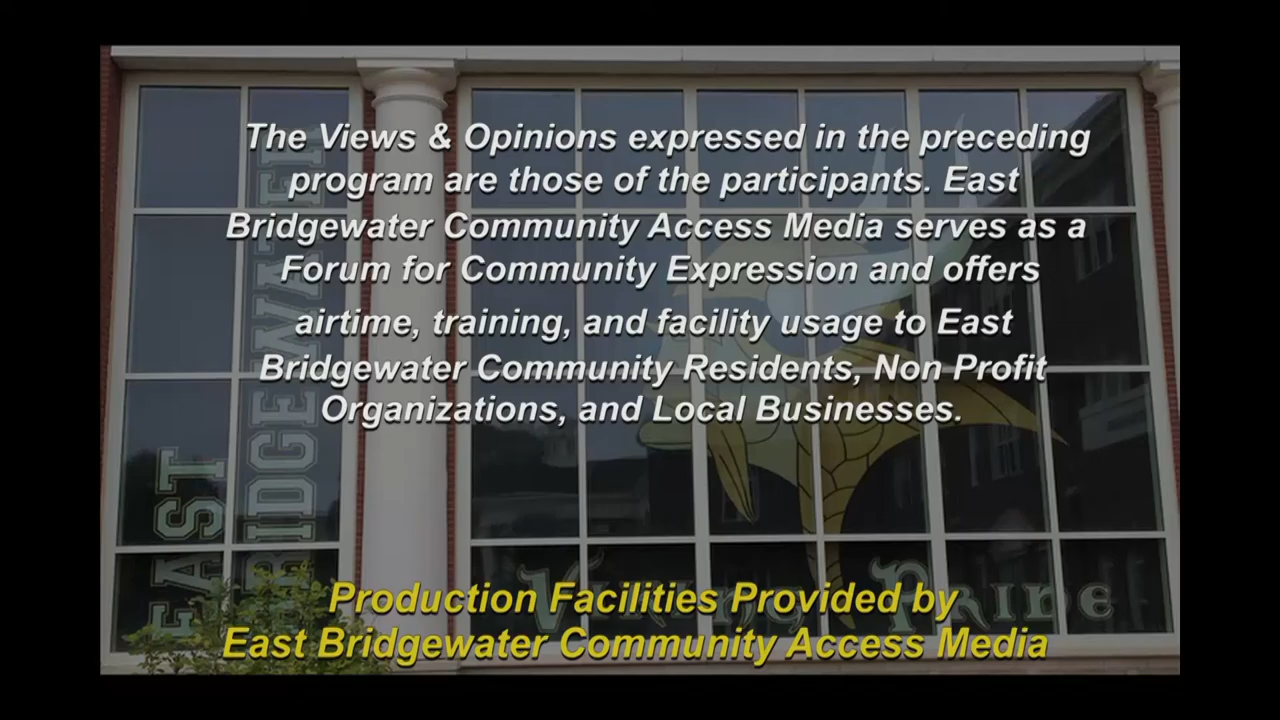 The Views & Opinions expressed in the preceding
program are those of the participants. East
Bridgewater Community Access Media serves as a
Forum for Community Expression and offers
airtime, training, and facility usage to East
Bridgewater Community Residents, Non Profit
Organizations, and Local Businesses.
EAST
BRIDGEWATER
VIKING PRIDE
Production Facilities Provided by
East Bridgewater Community Access Media